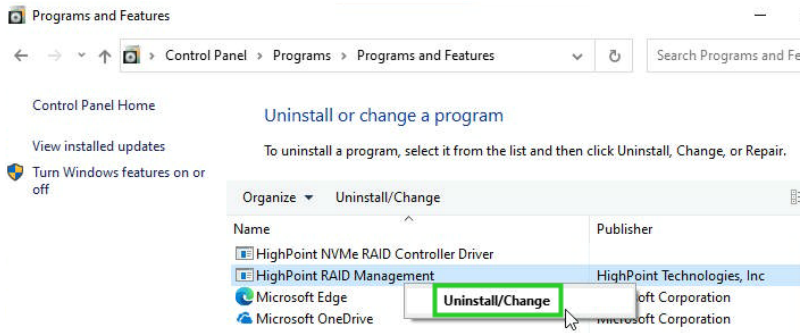 Programs and Features
Control Panel > Programs > Programs and Features
Search Programs and Fe
Control Panel Home
View installed updates
Turn Windows features on or
off
Uninstall or change a program
To uninstall a program, select it from the list and then click Uninstall, Change, or Repair.
Organize Uninstall/Change
Name Publisher
HighPoint NVMe RAID Controller Driver
HighPoint RAID Management HighPoint Technologies, Inc
Microsoft Edge Uninstall/Change oft Corporation
Microsoft OneDrive Microsoft Corporation